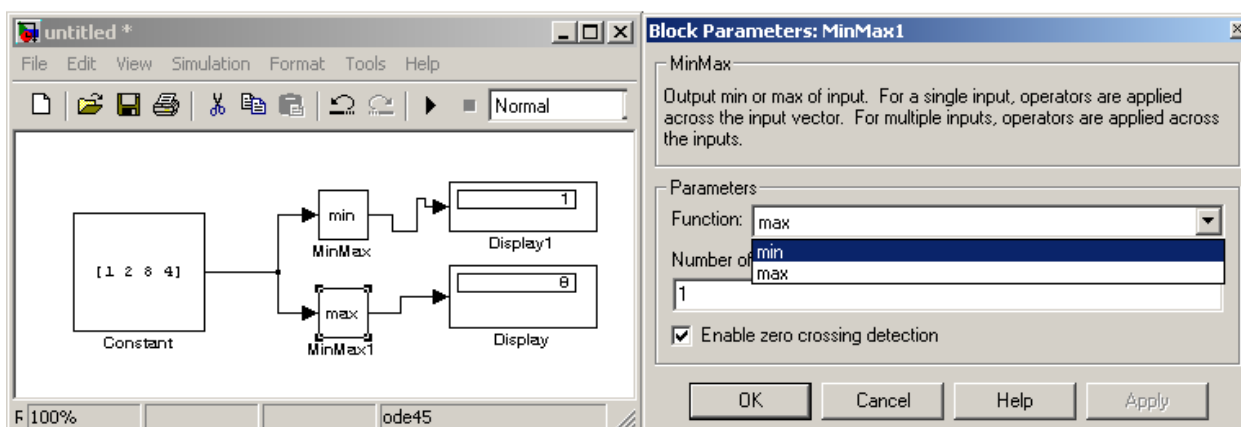 untitled *
File Edit View Simulation Format Tools Help
Normal
[1 2 8 4]
Constant
min
MinMax
1
Display1
max
MinMax1
8
Display
100%
ode45
Block Parameters: MinMax1
MinMax
Output min or max of input. For a single input, operators are applied
across the input vector. For multiple inputs, operators are applied across
the inputs.
Parameters
Function: max
min
max
Number of
1
Enable zero crossing detection
OK Cancel Help Apply